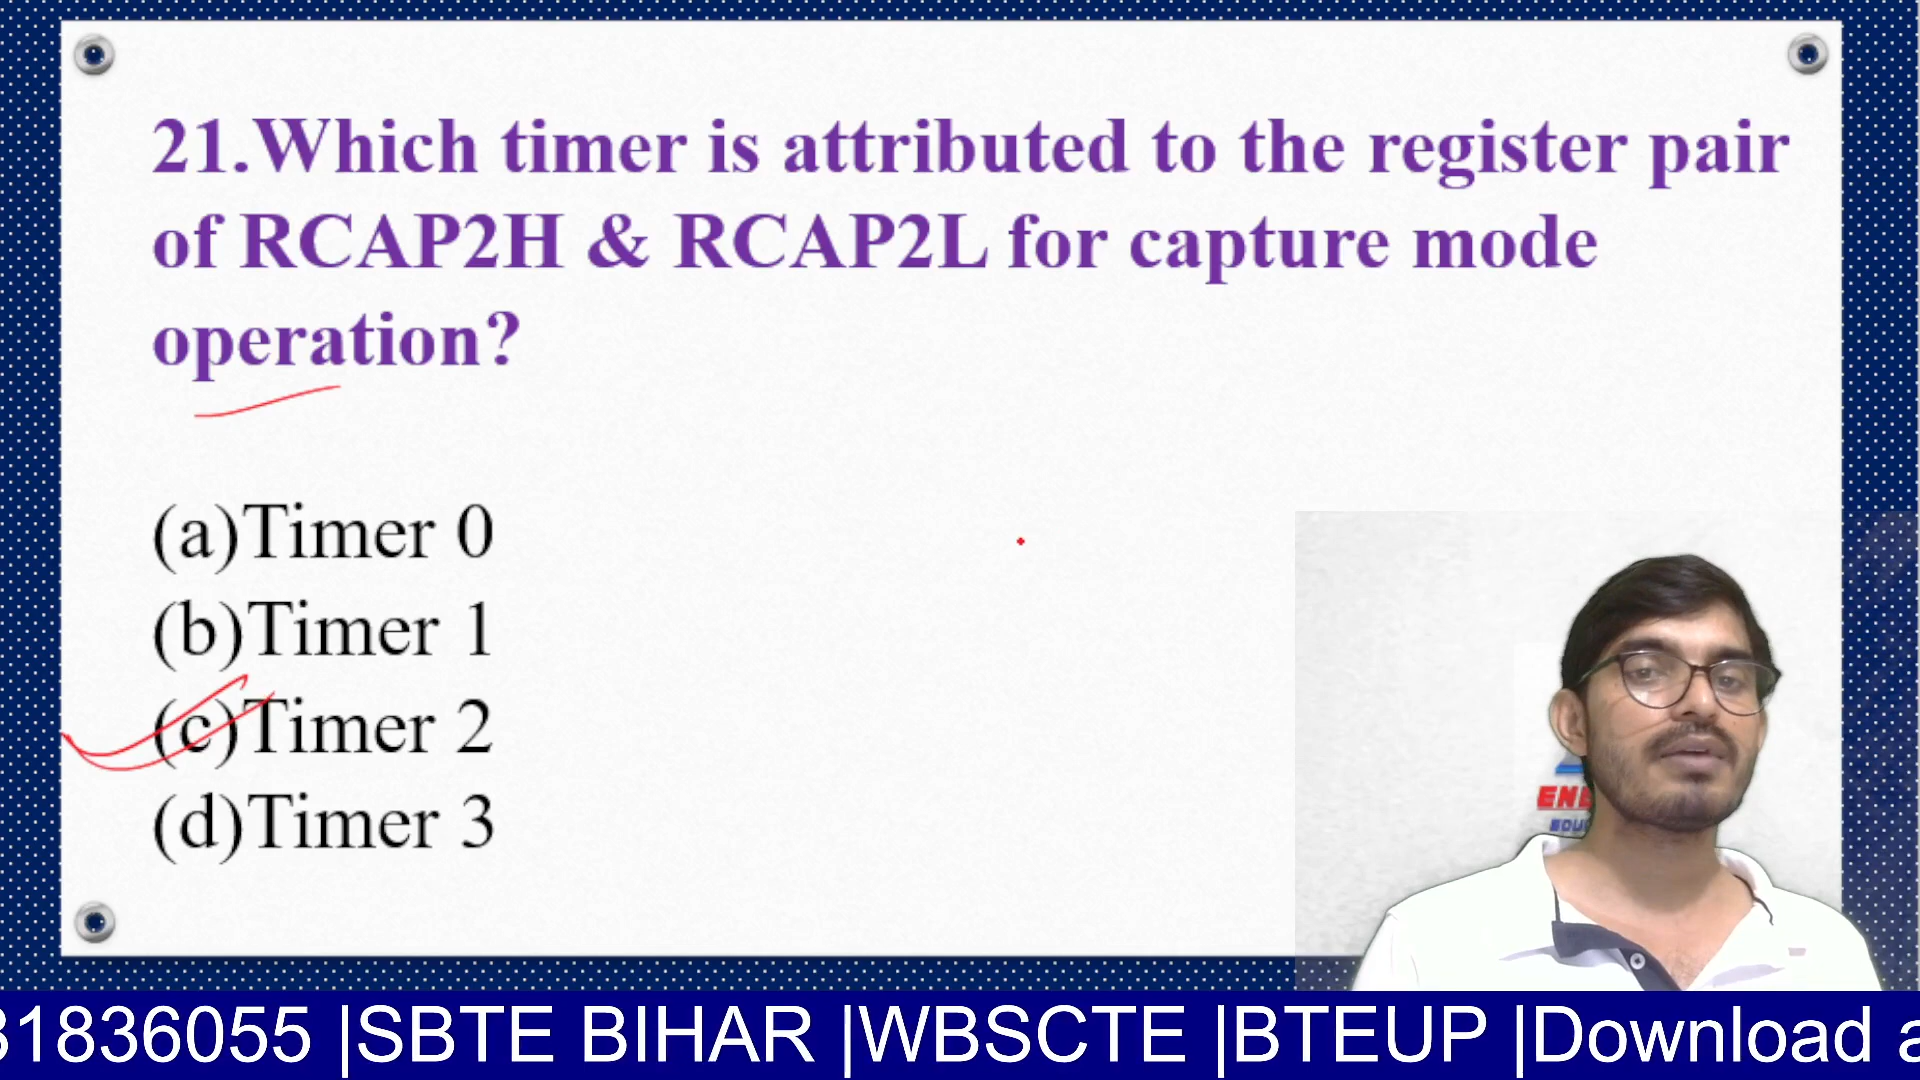 21.Which timer is attributed to the register pair
of RCAP2H & RCAP2L for capture mode
operation?
(a)Timer 0
(b)Timer 1
(c)Timer 2
(d)Timer 3
31836055 |SBTE BIHAR |WBSCTE |BTEUP |Download